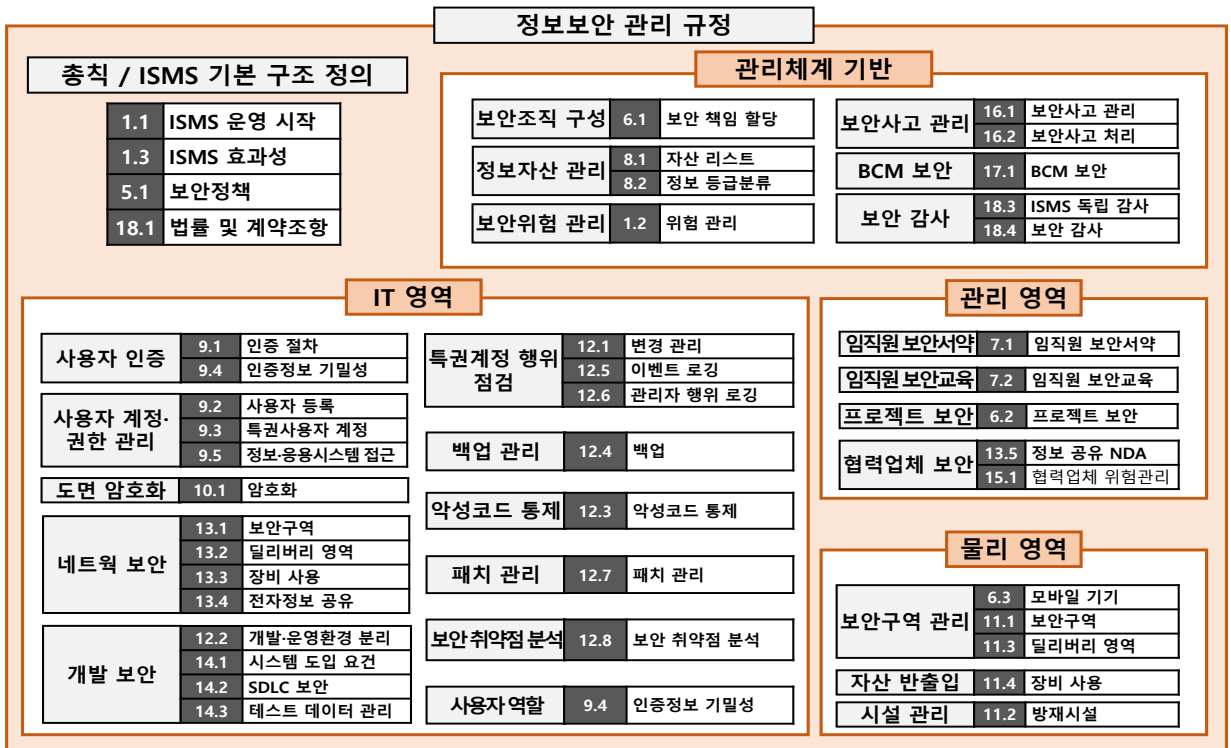 정보보안 관리 규정
총칙 / ISMS 기본 구조 정의
1.1 ISMS 운영 시작
1.3 ISMS 효과성
5.1 보안정책
18.1 법률 및 계약조항
관리체계 기반
보안조직 구성 6.1 보안 책임 할당
정보자산 관리 8.1 자산 리스트
8.2 정보 등급분류
보안위험 관리 1.2 위험 관리
보안사고 관리 16.1 보안사고 관리
16.2 보안사고 처리
BCM 보안 17.1 BCM 보안
보안 감사 18.3 ISMS 독립 감사
18.4 보안 감사
IT 영역
사용자 인증 9.1 인증 절차
9.4 인증정보 기밀성
사용자 계정·
권한 관리
9.2 사용자 등록
9.3 특권사용자 계정
9.5 정보·응용시스템 접근
도면 암호화 10.1 암호화
네트웍 보안
13.1 보안구역
13.2 딜리버리 영역
13.3 장비 사용
13.4 전자정보 공유
개발 보안
12.2 개발·운영환경 분리
14.1 시스템 도입 요건
14.2 SDLC 보안
14.3 테스트 데이터 관리
특권계정 행위
점검
12.1 변경 관리
12.5 이벤트 로깅
12.6 관리자 행위 로깅
백업 관리 12.4 백업
악성코드 통제 12.3 악성코드 통제
패치 관리 12.7 패치 관리
보안 취약점 분석 12.8 보안 취약점 분석
사용자 역할 9.4 인증정보 기밀성
관리 영역
임직원 보안서약 7.1 임직원 보안서약
임직원 보안교육 7.2 임직원 보안교육
프로젝트 보안 6.2 프로젝트 보안
협력업체 보안 13.5 정보 공유 NDA
15.1 협력업체 위험관리
물리 영역
보안구역 관리
6.3 모바일 기기
11.1 보안구역
11.3 딜리버리 영역
자산 반출입 11.4 장비 사용
시설 관리 11.2 방재시설